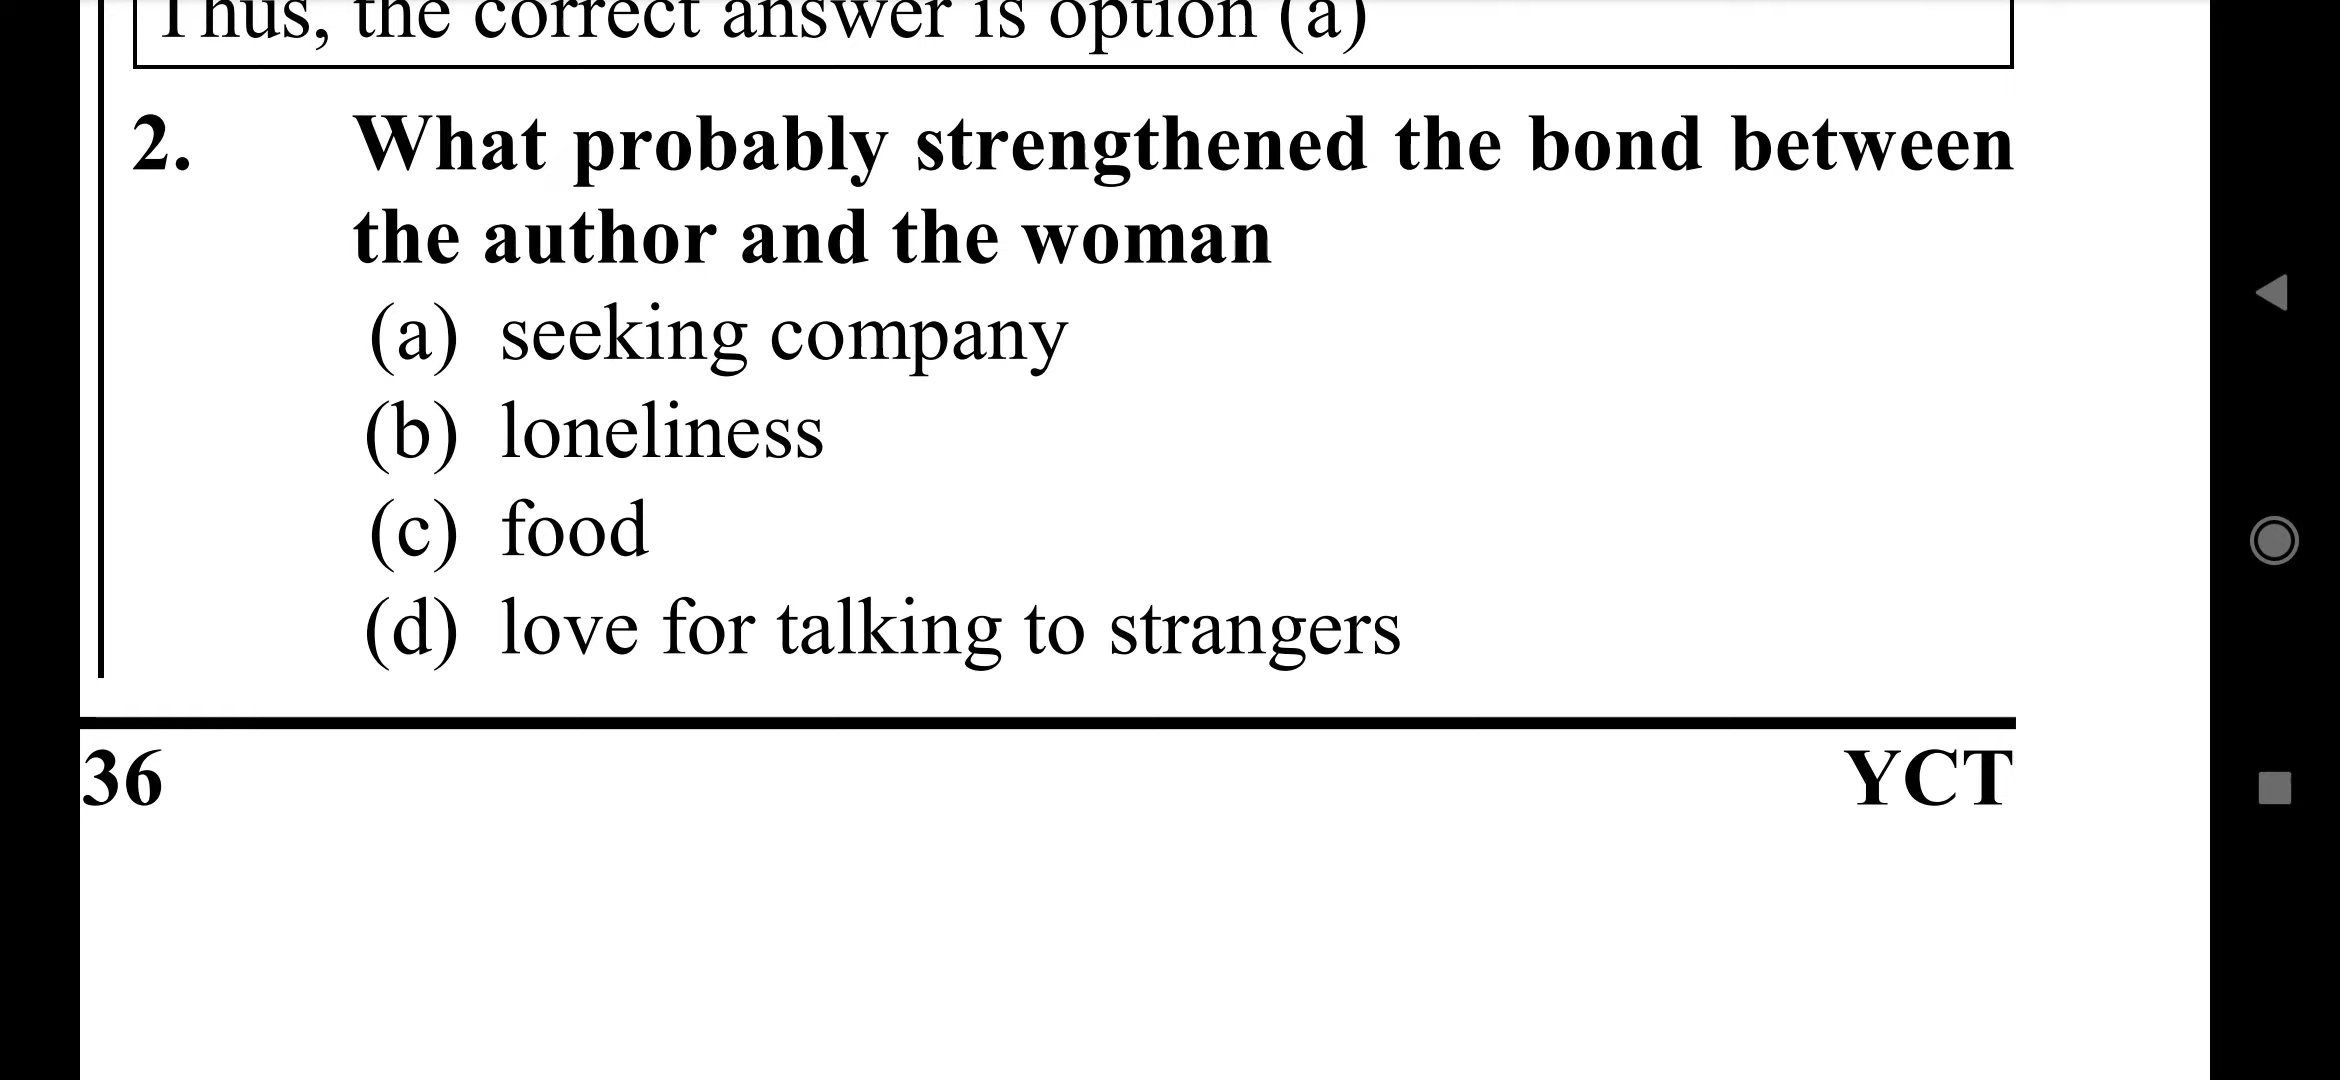 Thus, the correct answer is option (a)
2. What probably strengthened the bond between
the author and the woman
(a) seeking company
(b) loneliness
(c) food
(d) love for talking to strangers
36 YCT